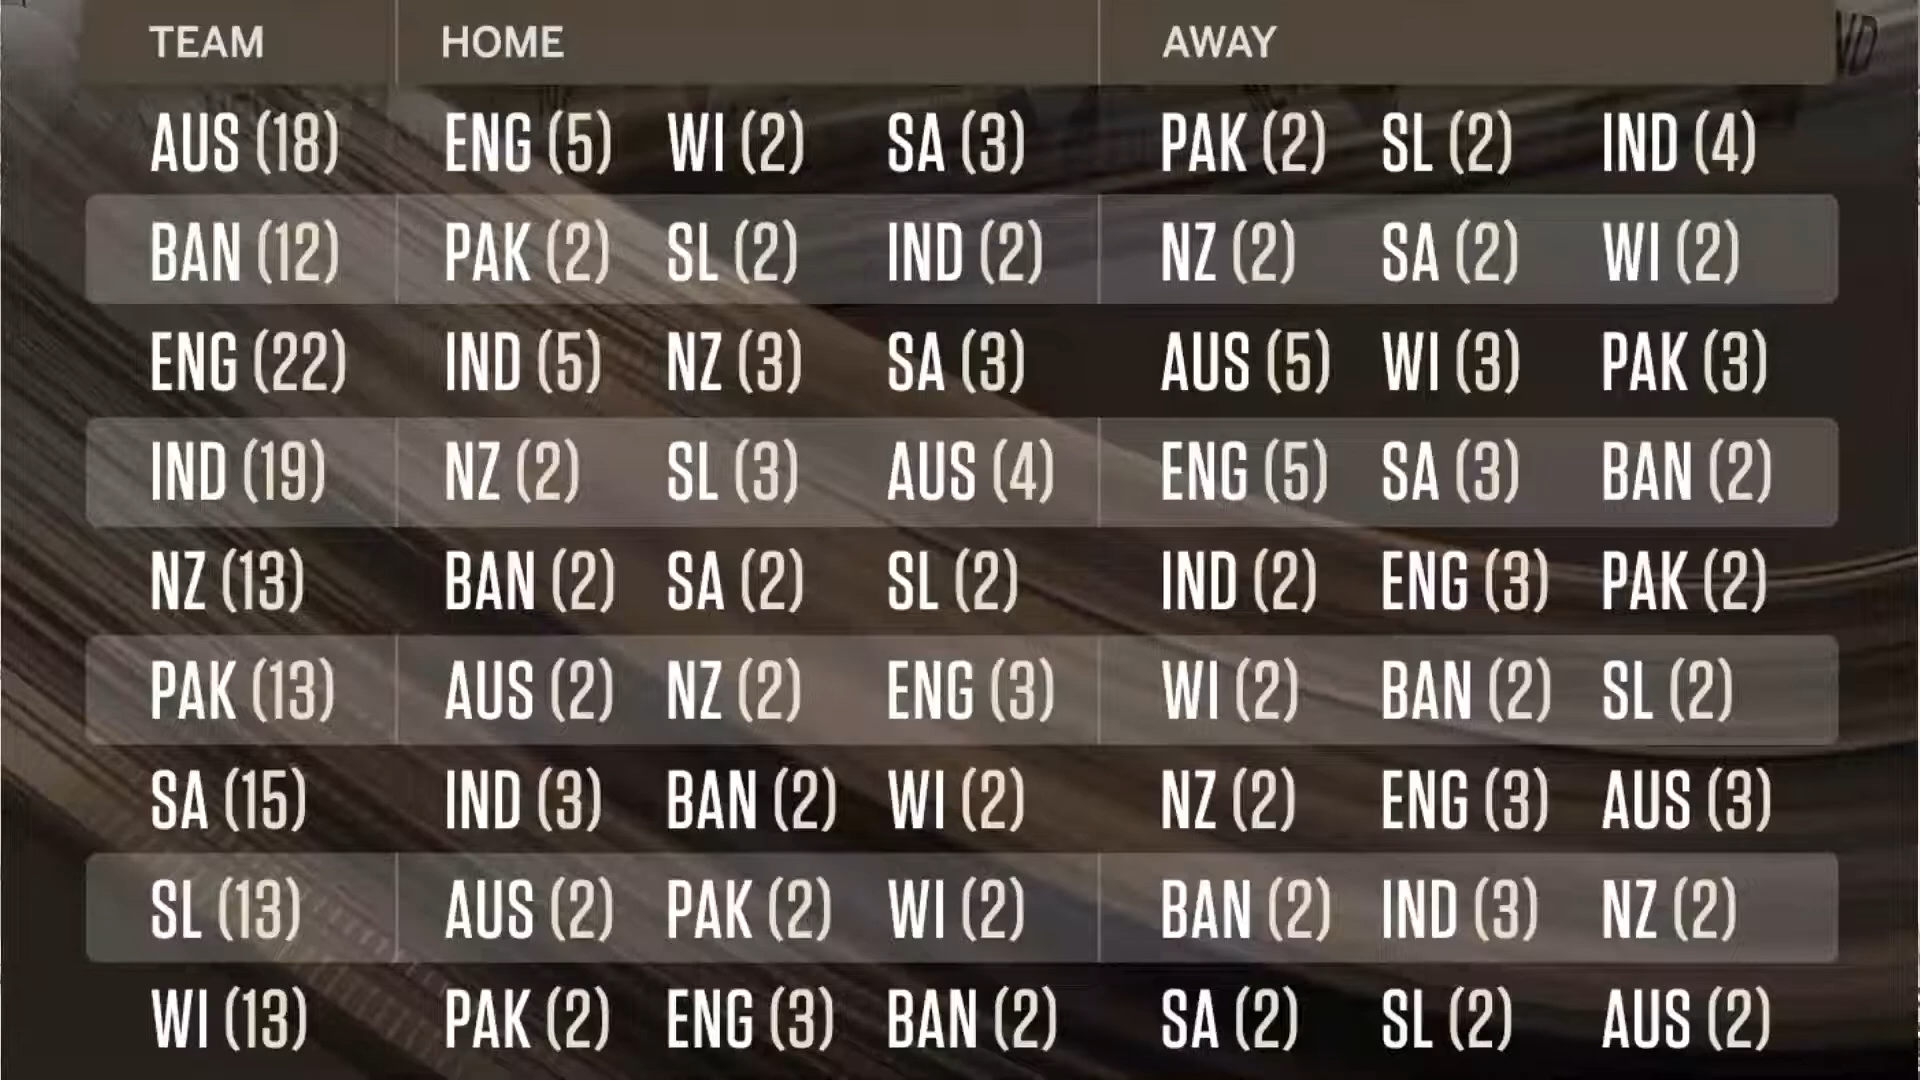 TEAM HOME AWAY
AUS (18) ENG (5) WI (2) SA (3) PAK (2) SL (2) IND (4)
BAN (12) PAK (2) SL (2) IND (2) NZ (2) SA (2) WI (2)
ENG (22) IND (5) NZ (3) SA (3) AUS (5) WI (3) PAK (3)
IND (19) NZ (2) SL (3) AUS (4) ENG (5) SA (3) BAN (2)
NZ (13) BAN (2) SA (2) SL (2) IND (2) ENG (3) PAK (2)
PAK (13) AUS (2) NZ (2) ENG (3) WI (2) BAN (2) SL (2)
SA (15) IND (3) BAN (2) WI (2) NZ (2) ENG (3) AUS (3)
SL (13) AUS (2) PAK (2) WI (2) BAN (2) IND (3) NZ (2)
WI (13) PAK (2) ENG (3) BAN (2) SA (2) SL (2) AUS (2)